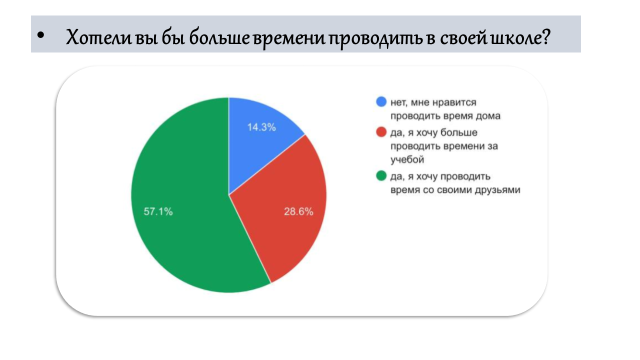 • Хотели вы бы больше времени проводить в своей школе?
14.3%
28.6%
57.1%
нет, мне нравится
проводить время дома
да, я хочу больше
проводить времени за
учебой
да, я хочу проводить
время со своими друзьями